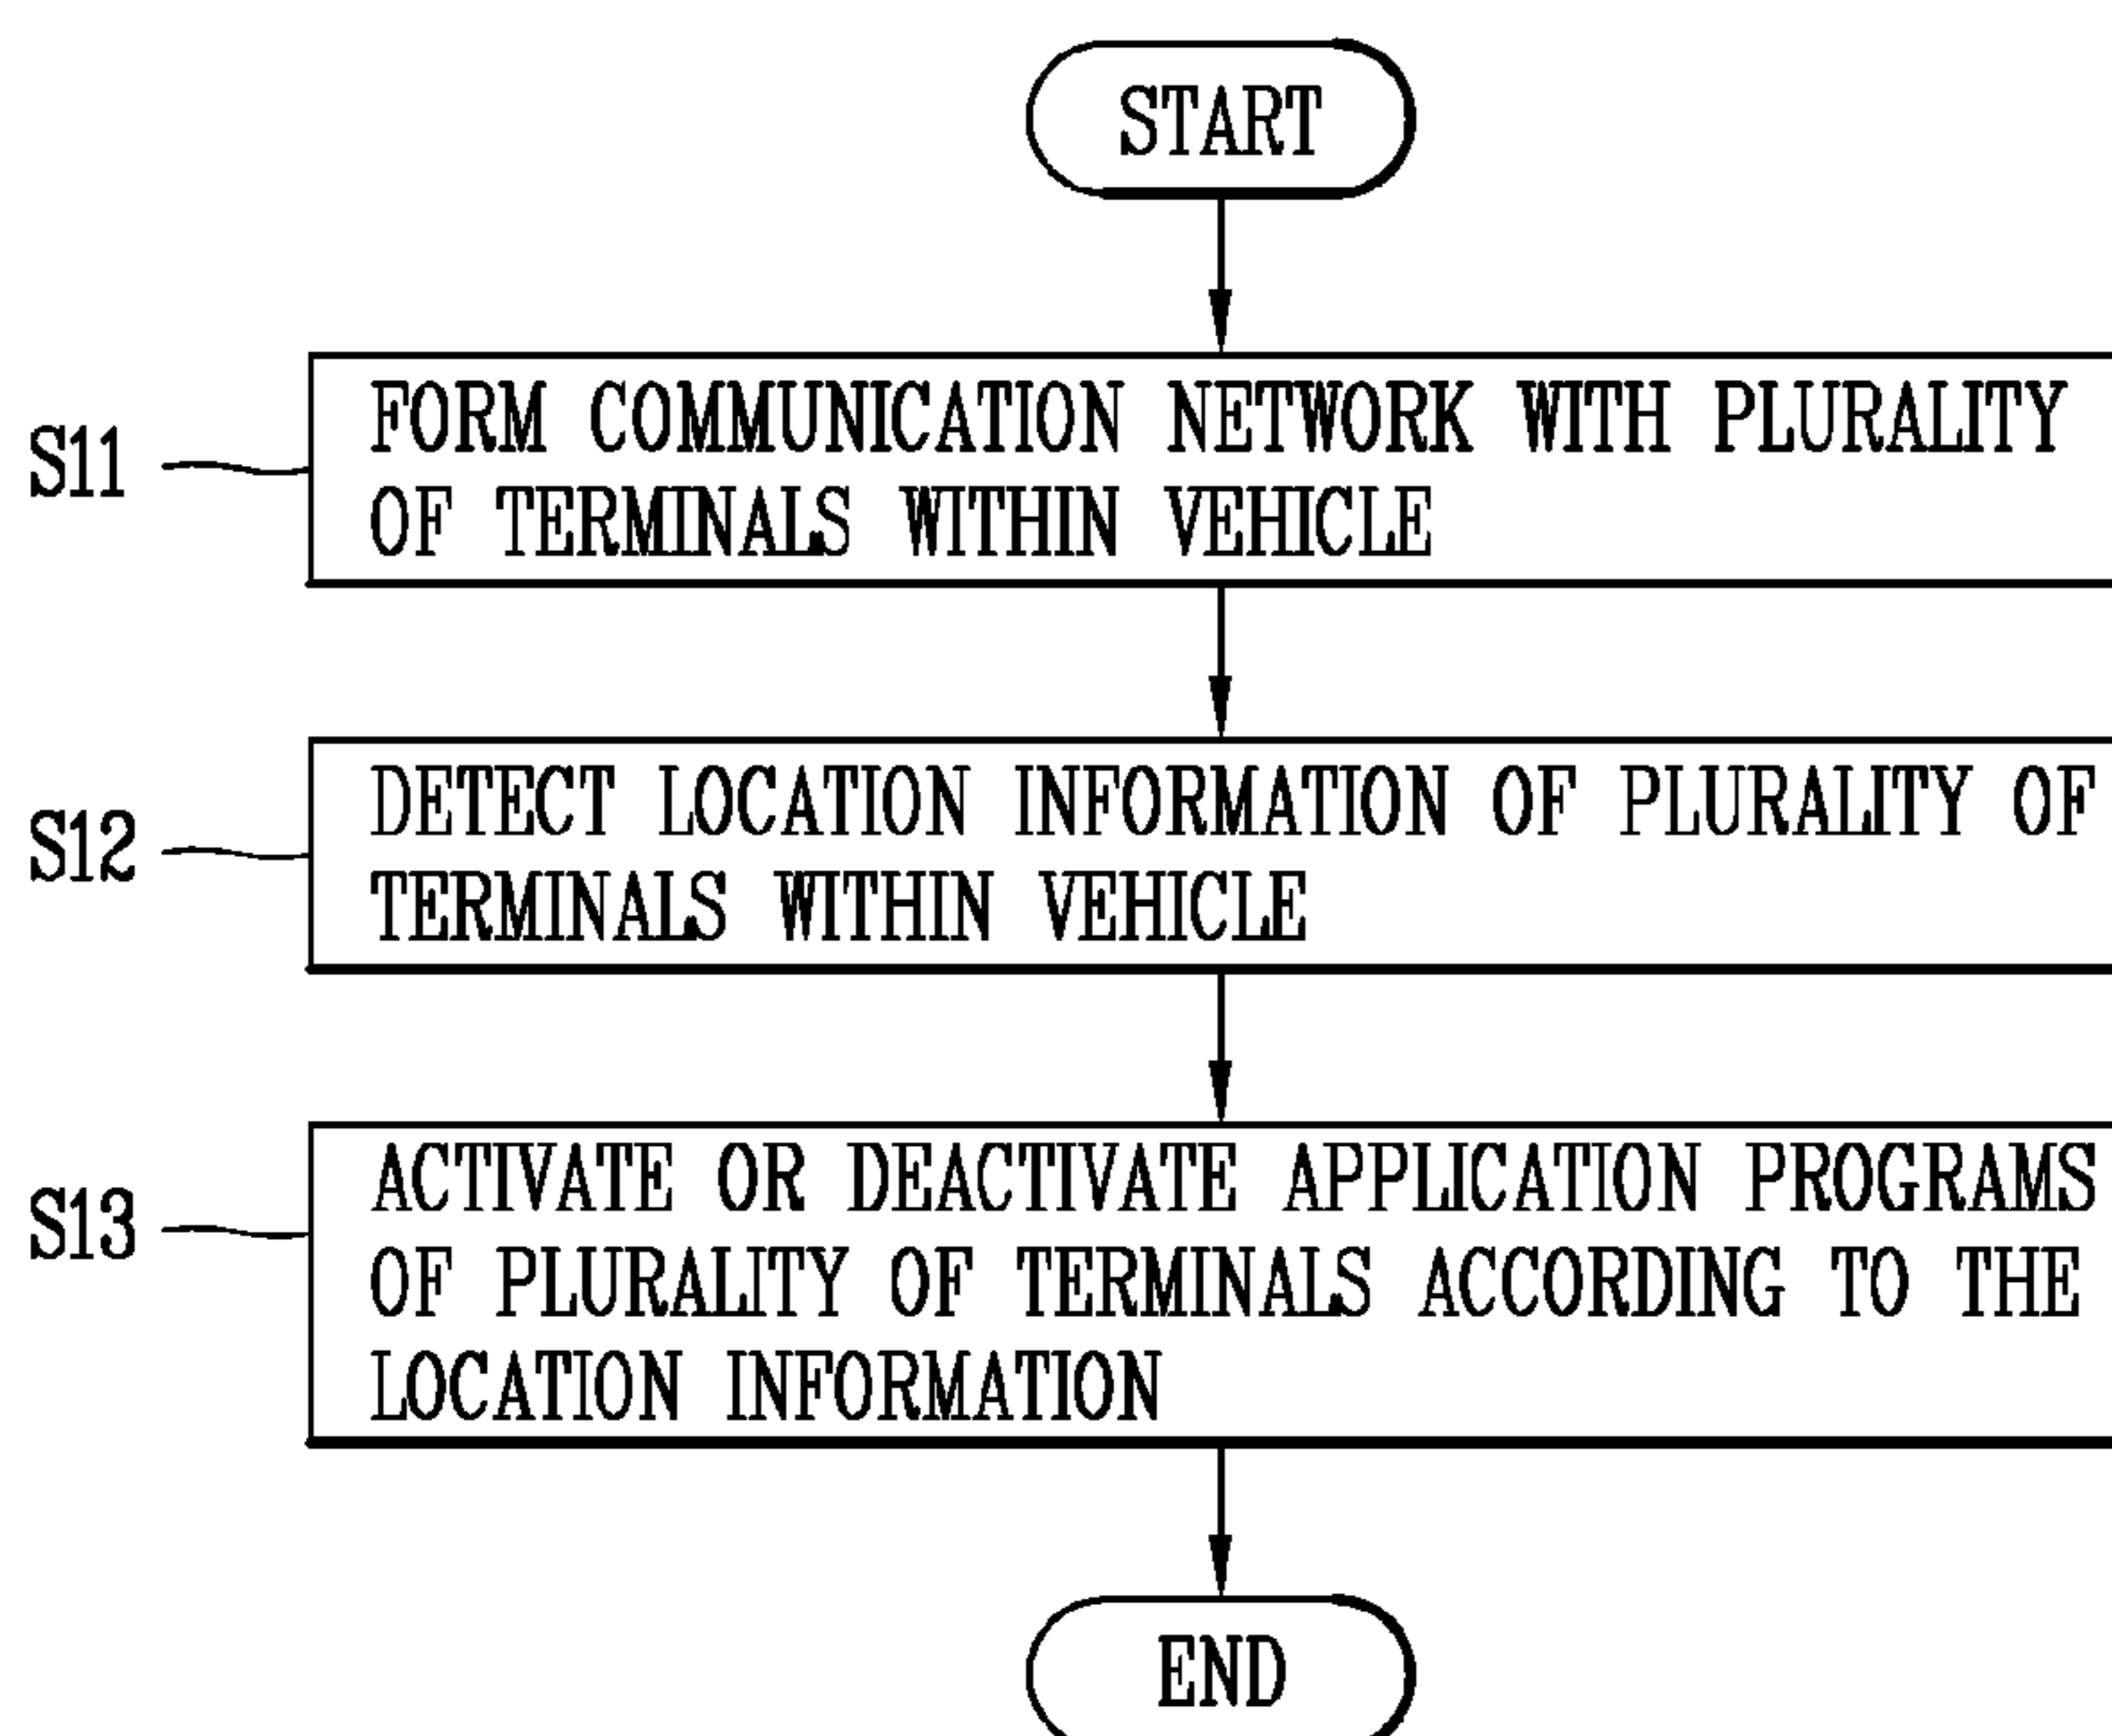 START
S11
FORM COMMUNICATION NETWORK WITH PLURALITY
OF TERMINALS WITHIN VEHICLE
S12
DETECT LOCATION INFORMATION OF PLURALITY OF
TERMINALS WITHIN VEHICLE
S13
ACTIVATE OR DEACTIVATE APPLICATION PROGRAMS
OF PLURALITY OF TERMINALS ACCORDING TO THE
LOCATION INFORMATION
END